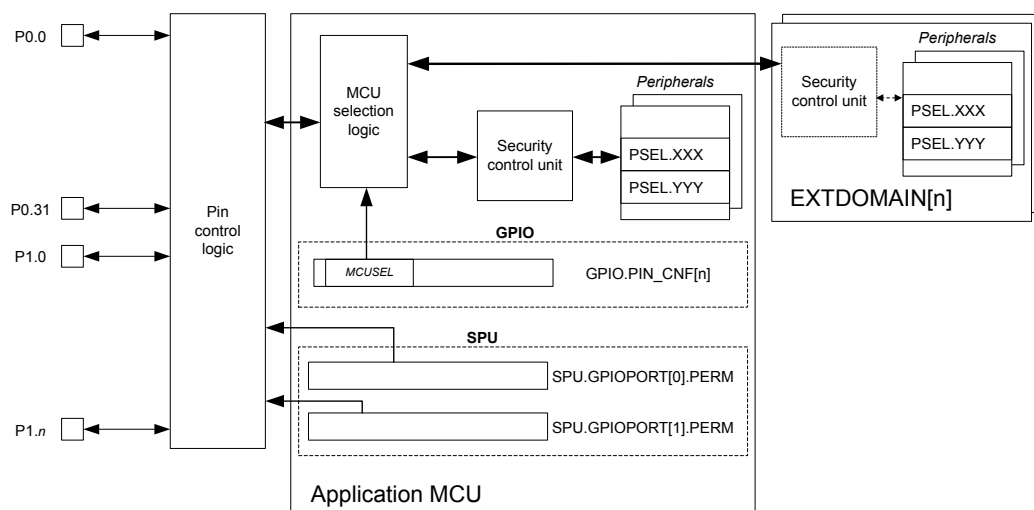 P0.0
P0.31
P1.0
P1.n
Pin
control
logic
MCU
selection
logic
Security
control unit
Peripherals
PSEL.XXX
PSEL.YYY
GPIO
MCUSEL
GPIO.PIN_CNF[n]
SPU
SPU.GPIOPORT[0].PERM
SPU.GPIOPORT[1].PERM
Application MCU
Peripherals
Security
control unit
PSEL.XXX
PSEL.YYY
EXTDOMAIN[n]